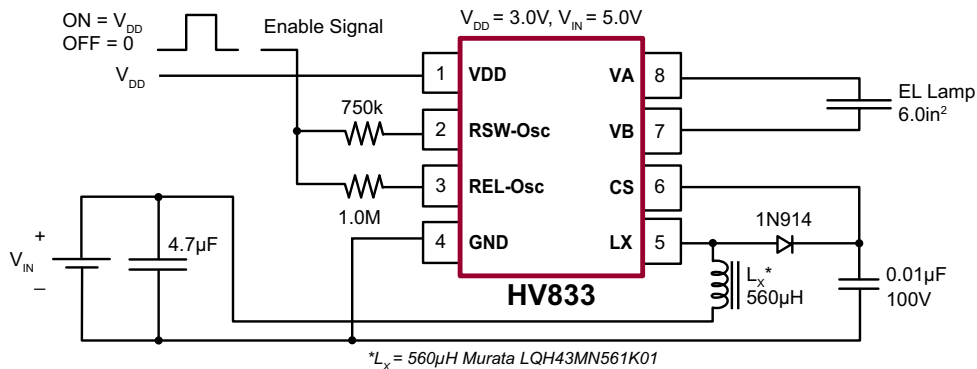 ON = V_DD
OFF = 0
Enable Signal
V_DD = 3.0V, V_IN = 5.0V
V_DD
1 VDD
VA 8
750k
2 RSW-Osc
VB 7
EL Lamp
6.0in²
3 REL-Osc
CS 6
1.0M
4 GND
LX 5
1N914
+
V_IN
–
4.7µF
L_X*
560µH
0.01µF
100V
HV833
*L_X = 560µH Murata LQH43MN561K01